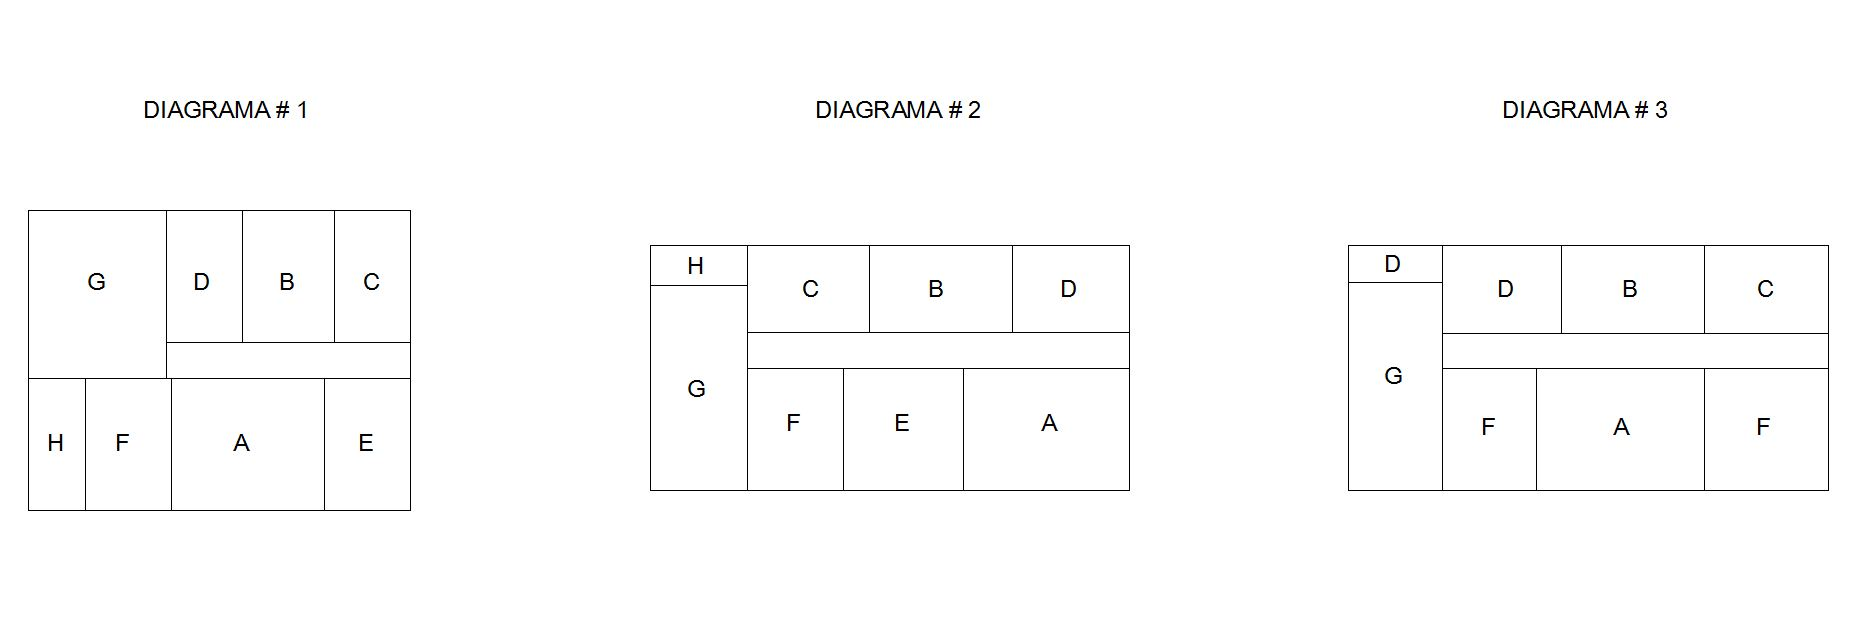 DIAGRAMA # 1
G D B C
H F A E
DIAGRAMA # 2
H
C B D
G
F E A
DIAGRAMA # 3
D
D B C
G
F A F